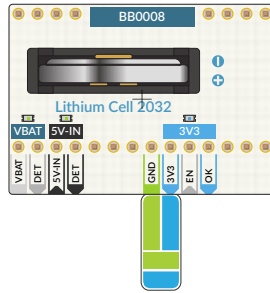 BB0008
Lithium Cell 2032
VBAT 5V-IN 3V3
VBAT DET 5V-IN DET GND 3V3 EN OK